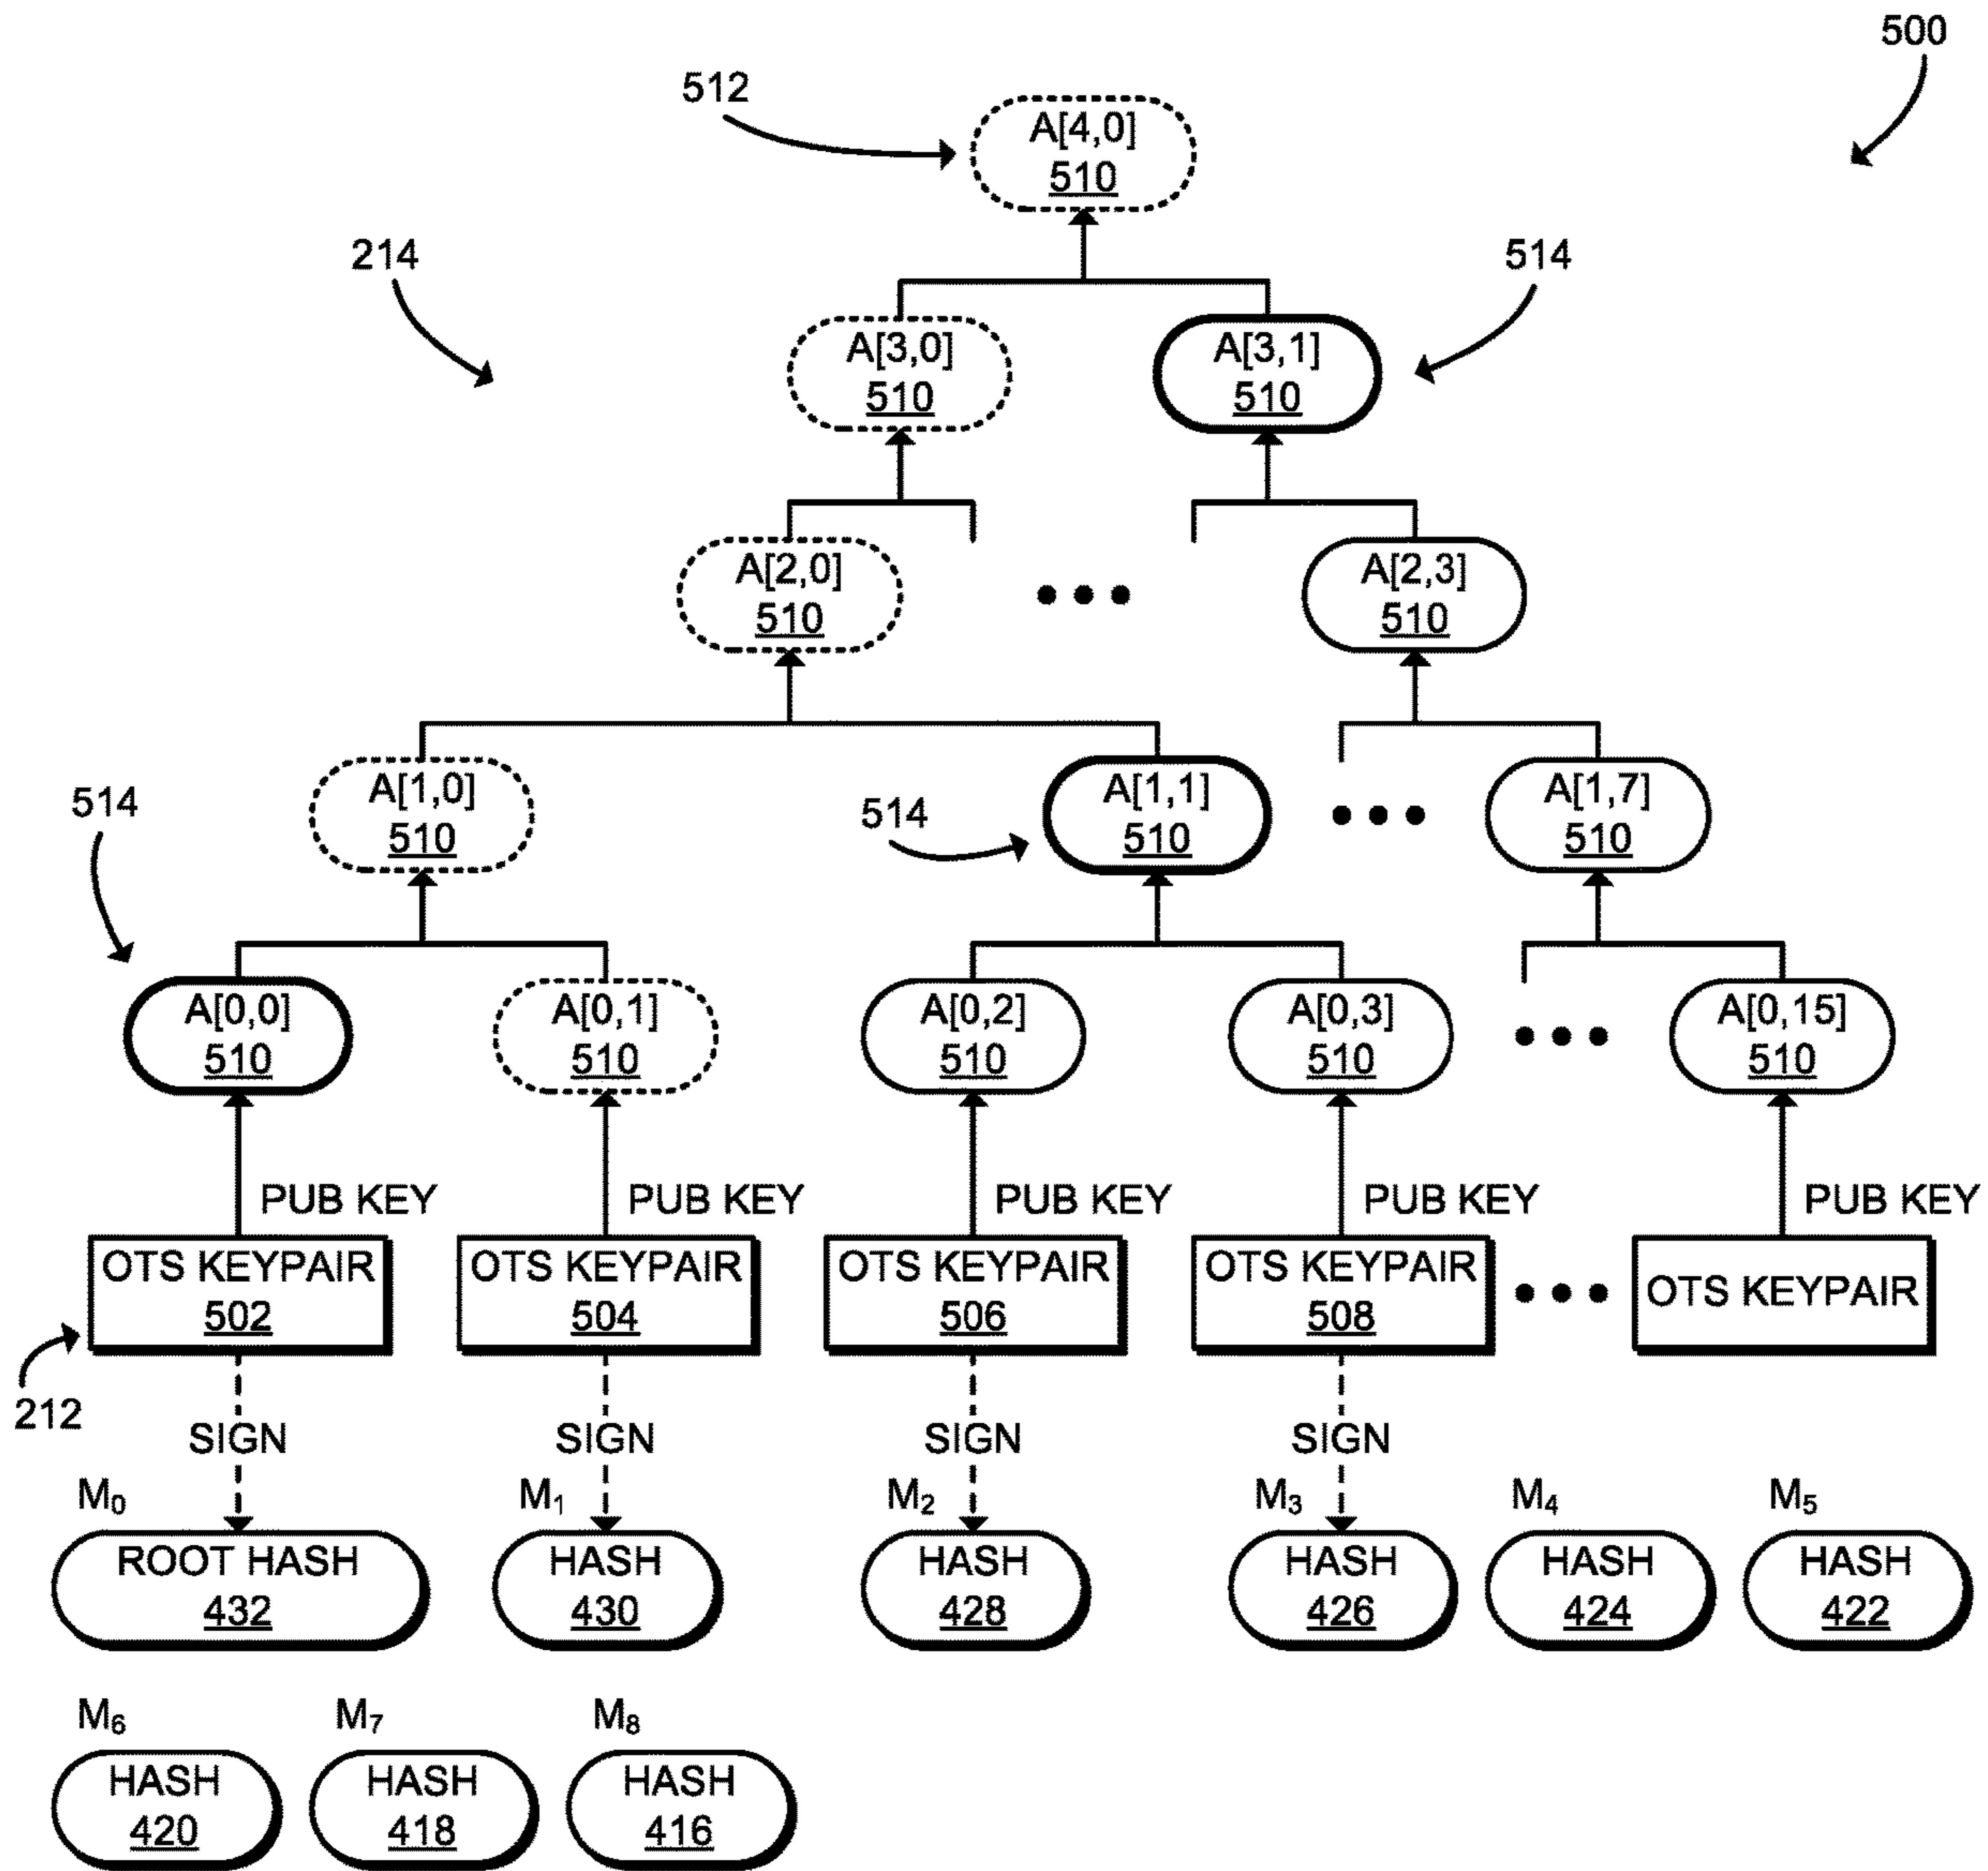 500
512
A[4,0]
510
214
514
A[3,0]
510
A[3,1]
510
A[2,0]
510
A[2,3]
510
514
A[1,0]
510
514
A[1,1]
510
A[1,7]
510
A[0,0]
510
A[0,1]
510
A[0,2]
510
A[0,3]
510
A[0,15]
510
PUB KEY
PUB KEY
PUB KEY
PUB KEY
PUB KEY
OTS KEYPAIR
502
OTS KEYPAIR
504
OTS KEYPAIR
506
OTS KEYPAIR
508
OTS KEYPAIR
212
SIGN
SIGN
SIGN
SIGN
M₀
M₁
M₂
M₃
M₄
M₅
ROOT HASH
432
HASH
430
HASH
428
HASH
426
HASH
424
HASH
422
M₆
M₇
M₈
HASH
420
HASH
418
HASH
416